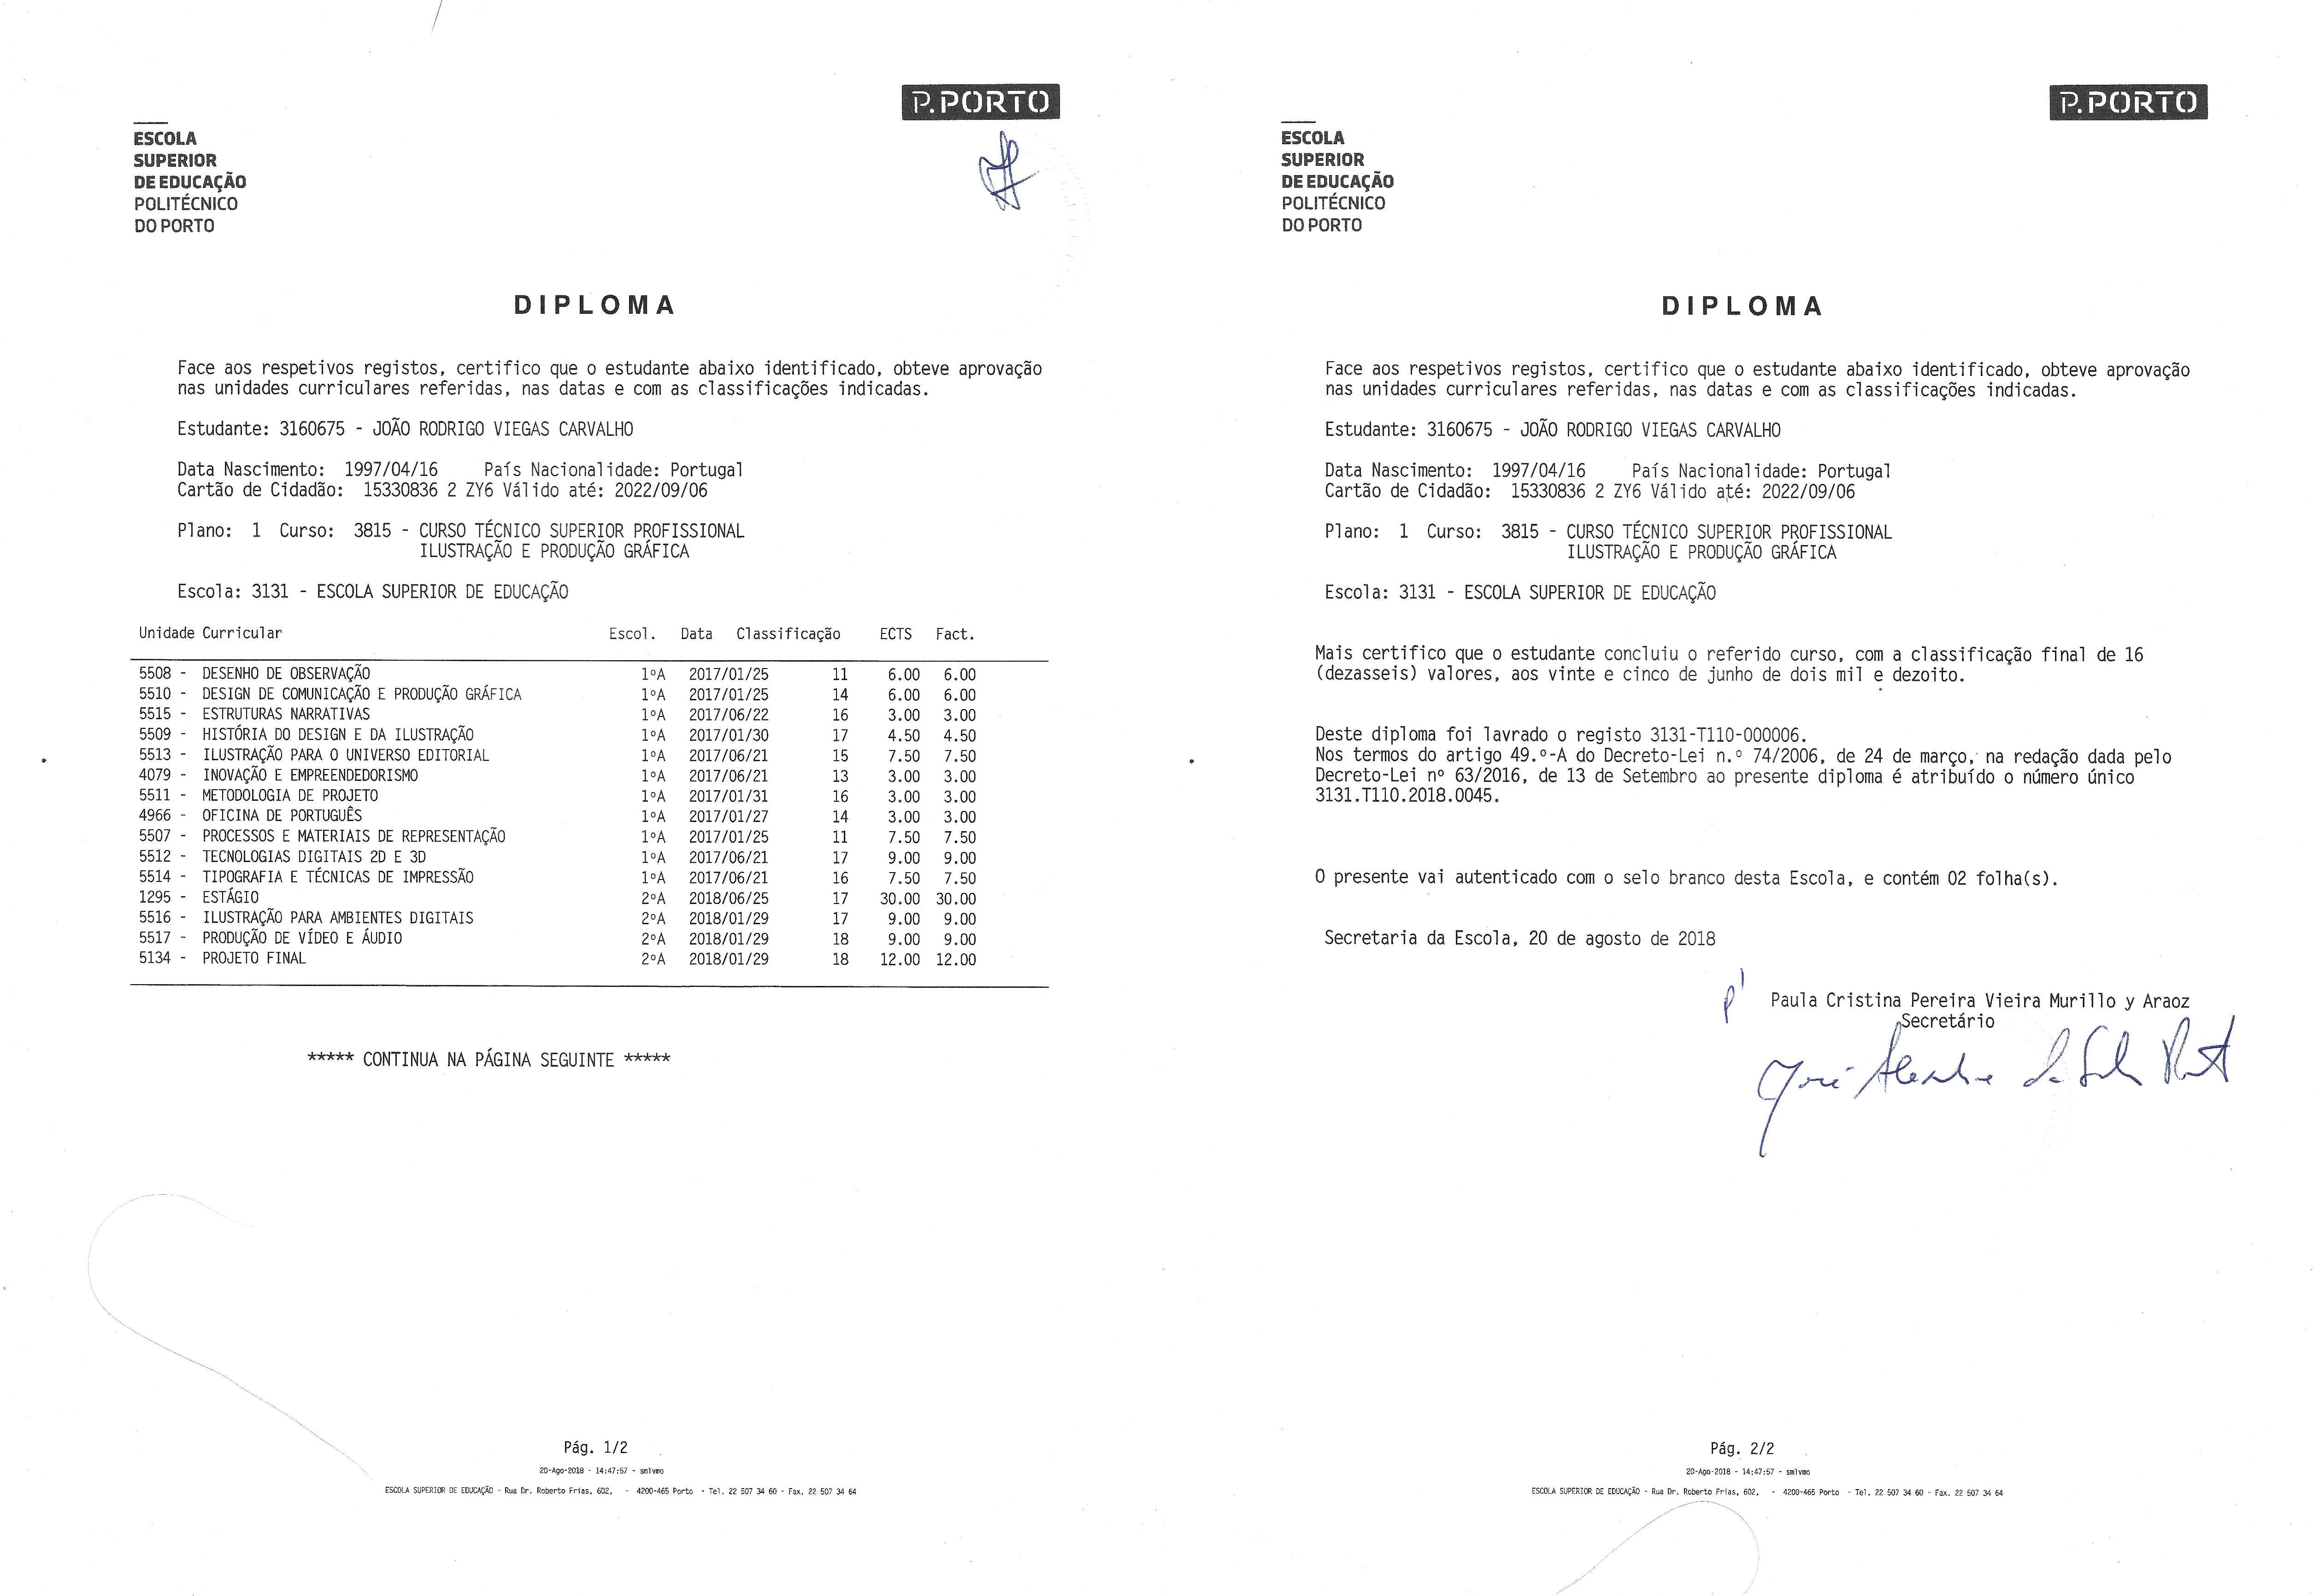 P.PORTO
ESCOLA
SUPERIOR
DE EDUCAÇÃO
POLITÉCNICO
DO PORTO
DIPLOMA
Face aos respetivos registos, certifico que o estudante abaixo identificado, obteve aprovação
nas unidades curriculares referidas, nas datas e com as classificações indicadas.
Estudante: 3160675 - JOÃO RODRIGO VIEGAS CARVALHO
Data Nascimento: 1997/04/16 País Nacionalidade: Portugal
Cartão de Cidadão: 15330836 2 ZY6 Válido até: 2022/09/06
Plano: 1 Curso: 3815 - CURSO TÉCNICO SUPERIOR PROFISSIONAL
ILUSTRAÇÃO E PRODUÇÃO GRÁFICA
Escola: 3131 - ESCOLA SUPERIOR DE EDUCAÇÃO
Unidade Curricular Escol. Data Classificação ECTS Fact.
5508 - DESENHO DE OBSERVAÇÃO 1ºA 2017/01/25 11 6.00 6.00
5510 - DESIGN DE COMUNICAÇÃO E PRODUÇÃO GRÁFICA 1ºA 2017/01/25 14 6.00 6.00
5515 - ESTRUTURAS NARRATIVAS 1ºA 2017/06/22 16 3.00 3.00
5509 - HISTÓRIA DO DESIGN E DA ILUSTRAÇÃO 1ºA 2017/01/30 17 4.50 4.50
5513 - ILUSTRAÇÃO PARA O UNIVERSO EDITORIAL 1ºA 2017/06/21 15 7.50 7.50
4079 - INOVAÇÃO E EMPREENDEDORISMO 1ºA 2017/06/21 13 3.00 3.00
5511 - METODOLOGIA DE PROJETO 1ºA 2017/01/31 16 3.00 3.00
4966 - OFICINA DE PORTUGUÊS 1ºA 2017/01/27 14 3.00 3.00
5507 - PROCESSOS E MATERIAIS DE REPRESENTAÇÃO 1ºA 2017/01/25 11 7.50 7.50
5512 - TECNOLOGIAS DIGITAIS 2D E 3D 1ºA 2017/06/21 17 9.00 9.00
5514 - TIPOGRAFIA E TÉCNICAS DE IMPRESSÃO 1ºA 2017/06/21 16 7.50 7.50
1295 - ESTÁGIO 2ºA 2018/06/25 17 30.00 30.00
5516 - ILUSTRAÇÃO PARA AMBIENTES DIGITAIS 2ºA 2018/01/29 17 9.00 9.00
5517 - PRODUÇÃO DE VÍDEO E ÁUDIO 2ºA 2018/01/29 18 9.00 9.00
5134 - PROJETO FINAL 2ºA 2018/01/29 18 12.00 12.00
***** CONTINUA NA PÁGINA SEGUINTE *****
Pág. 1/2
20-Ago-2018 - 14:47:57 - smlvmo
ESCOLA SUPERIOR DE EDUCAÇÃO - Rua Dr. Roberto Frias, 602, - 4200-465 Porto - Tel. 22 507 34 60 - Fax. 22 507 34 64
P.PORTO
ESCOLA
SUPERIOR
DE EDUCAÇÃO
POLITÉCNICO
DO PORTO
DIPLOMA
Face aos respetivos registos, certifico que o estudante abaixo identificado, obteve aprovação
nas unidades curriculares referidas, nas datas e com as classificações indicadas.
Estudante: 3160675 - JOÃO RODRIGO VIEGAS CARVALHO
Data Nascimento: 1997/04/16 País Nacionalidade: Portugal
Cartão de Cidadão: 15330836 2 ZY6 Válido até: 2022/09/06
Plano: 1 Curso: 3815 - CURSO TÉCNICO SUPERIOR PROFISSIONAL
ILUSTRAÇÃO E PRODUÇÃO GRÁFICA
Escola: 3131 - ESCOLA SUPERIOR DE EDUCAÇÃO
Mais certifico que o estudante concluiu o referido curso, com a classificação final de 16
(dezasseis) valores, aos vinte e cinco de junho de dois mil e dezoito.
Deste diploma foi lavrado o registo 3131-T110-000006.
Nos termos do artigo 49.º-A do Decreto-Lei n.º 74/2006, de 24 de março, na redação dada pelo
Decreto-Lei nº 63/2016, de 13 de Setembro ao presente diploma é atribuído o número único
3131.T110.2018.0045.
O presente vai autenticado com o selo branco desta Escola, e contém 02 folha(s).
Secretaria da Escola, 20 de agosto de 2018
Paula Cristina Pereira Vieira Murillo y Araoz
Secretário
José da
Pág. 2/2
20-Ago-2018 - 14:47:57 - smlvmo
ESCOLA SUPERIOR DE EDUCAÇÃO - Rua Dr. Roberto Frias, 602, - 4200-465 Porto - Tel. 22 507 34 60 - Fax. 22 507 34 64